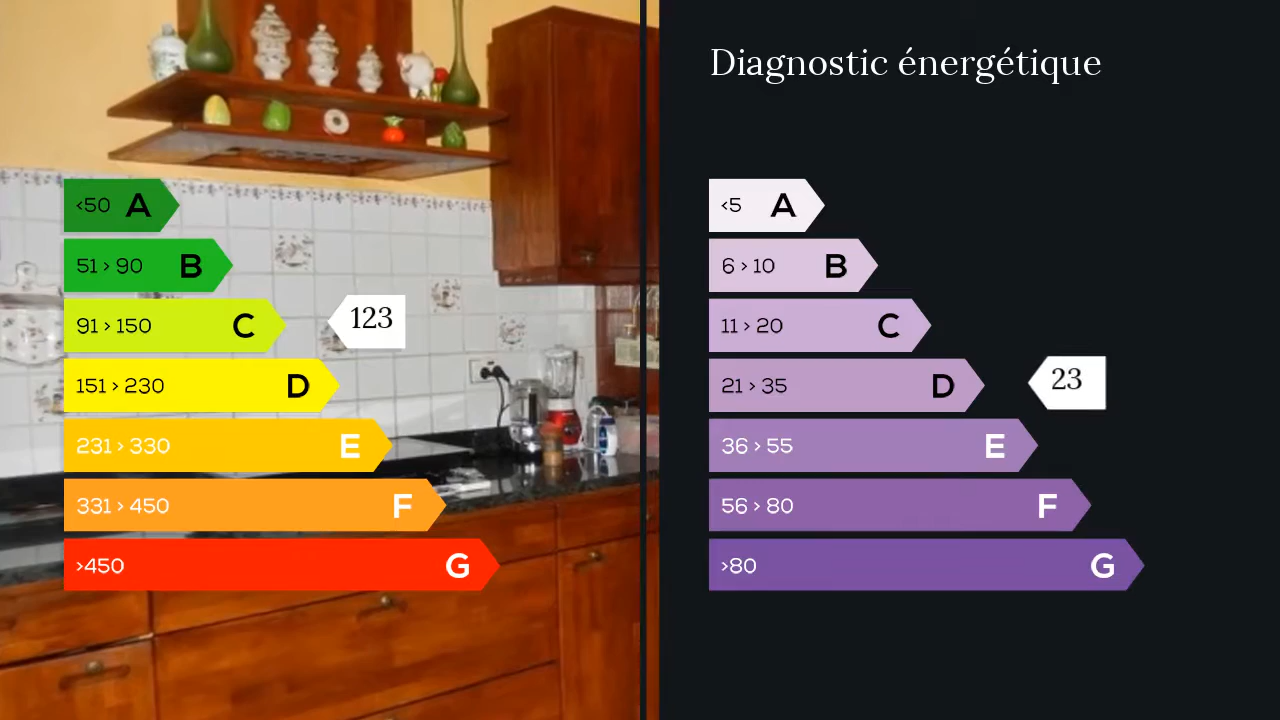 Diagnostic énergétique
<50 A
51 > 90 B
91 > 150 C
123
151 > 230 D
231 > 330 E
331 > 450 F
>450 G
<5 A
6 > 10 B
11 > 20 C
21 > 35 D
23
36 > 55 E
56 > 80 F
>80 G